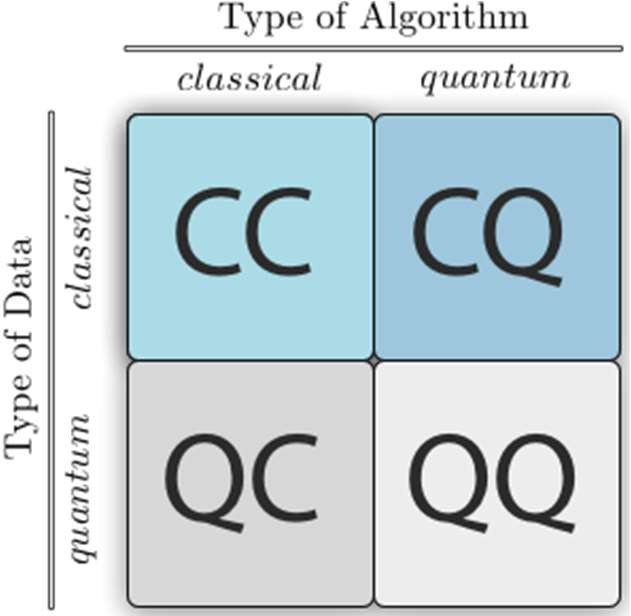 Type of Algorithm
classical quantum
Type of Data
classical
CC CQ
quantum
QC QQ